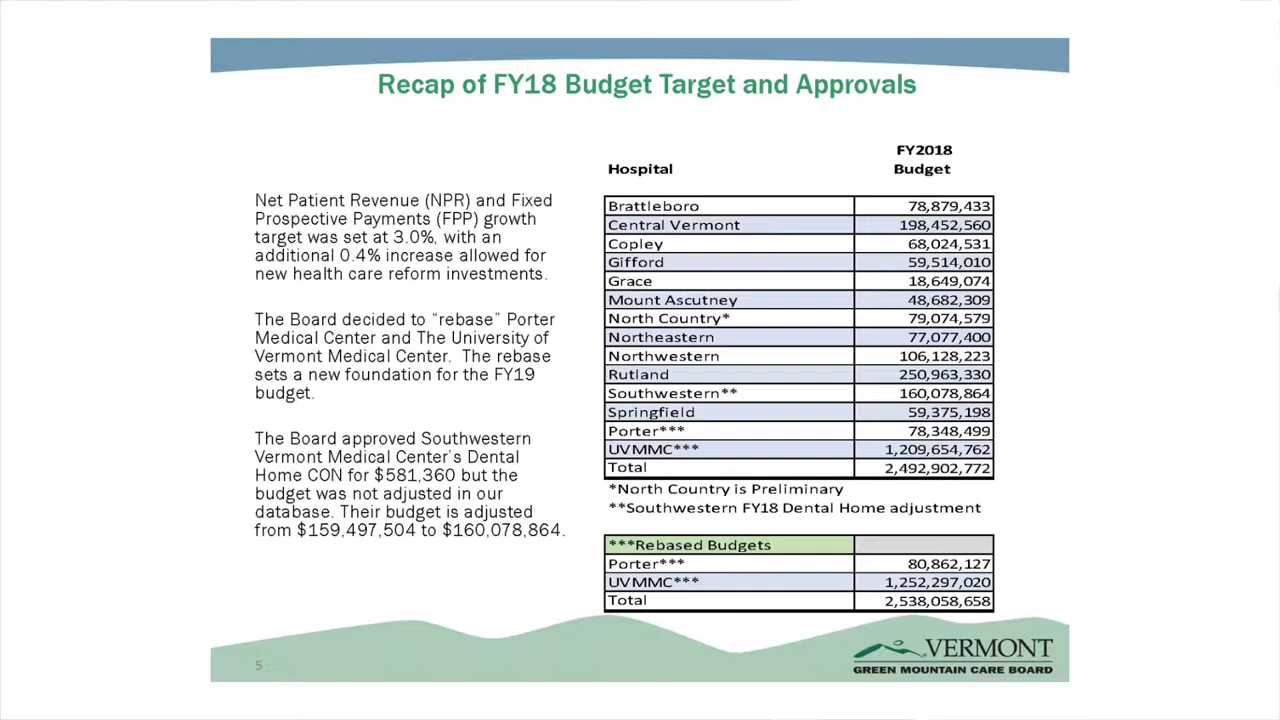 Recap of FY18 Budget Target and Approvals
Net Patient Revenue (NPR) and Fixed
Prospective Payments (FPP) growth
target was set at 3.0%, with an
additional 0.4% increase allowed for
new health care reform investments.
The Board decided to “rebase” Porter
Medical Center and The University of
Vermont Medical Center. The rebase
sets a new foundation for the FY19
budget.
The Board approved Southwestern
Vermont Medical Center’s Dental
Home CON for $581,360 but the
budget was not adjusted in our
database. Their budget is adjusted
from $159,497,504 to $160,078,864.
FY2018
Hospital Budget
Brattleboro 78,879,433
Central Vermont 198,452,560
Copley 68,024,531
Gifford 59,514,010
Grace 18,649,074
Mount Ascutney 48,682,309
North Country* 79,074,579
Northeastern 77,077,400
Northwestern 106,128,223
Rutland 250,963,330
Southwestern** 160,078,864
Springfield 59,375,198
Porter*** 78,348,499
UVMMC*** 1,209,654,762
Total 2,492,902,772
*North Country is Preliminary
**Southwestern FY18 Dental Home adjustment
***Rebased Budgets
Porter*** 80,862,127
UVMMC*** 1,252,297,020
Total 2,538,058,658
5
VERMONT
GREEN MOUNTAIN CARE BOARD